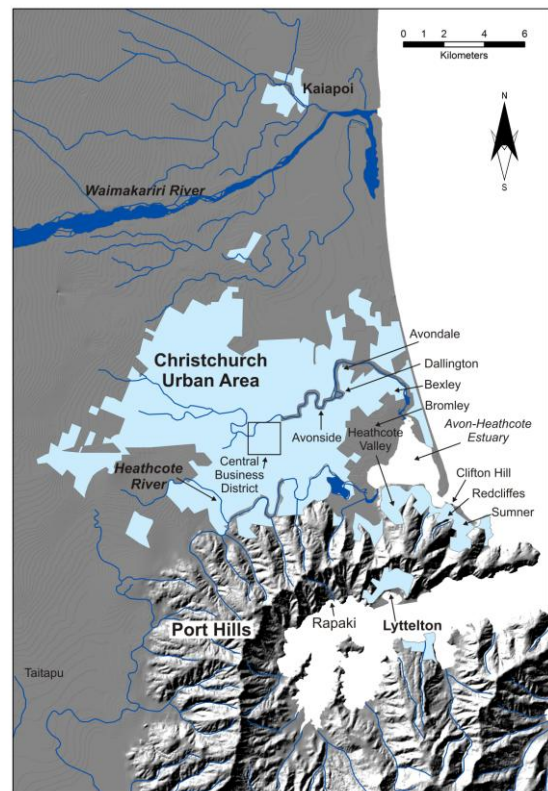 0 2 4 6
Kilometers
N
S
Kaiapoi
Waimakariri River
Christchurch
Urban Area
Avondale
Dallington
Bexley
Bromley
Avonside
Heathcote
Valley
Avon-Heathcote
Estuary
Central
Business
District
Heathcote
River
Clifton Hill
Redcliffes
Sumner
Port Hills
Rapaki
Lyttelton
Taitapu